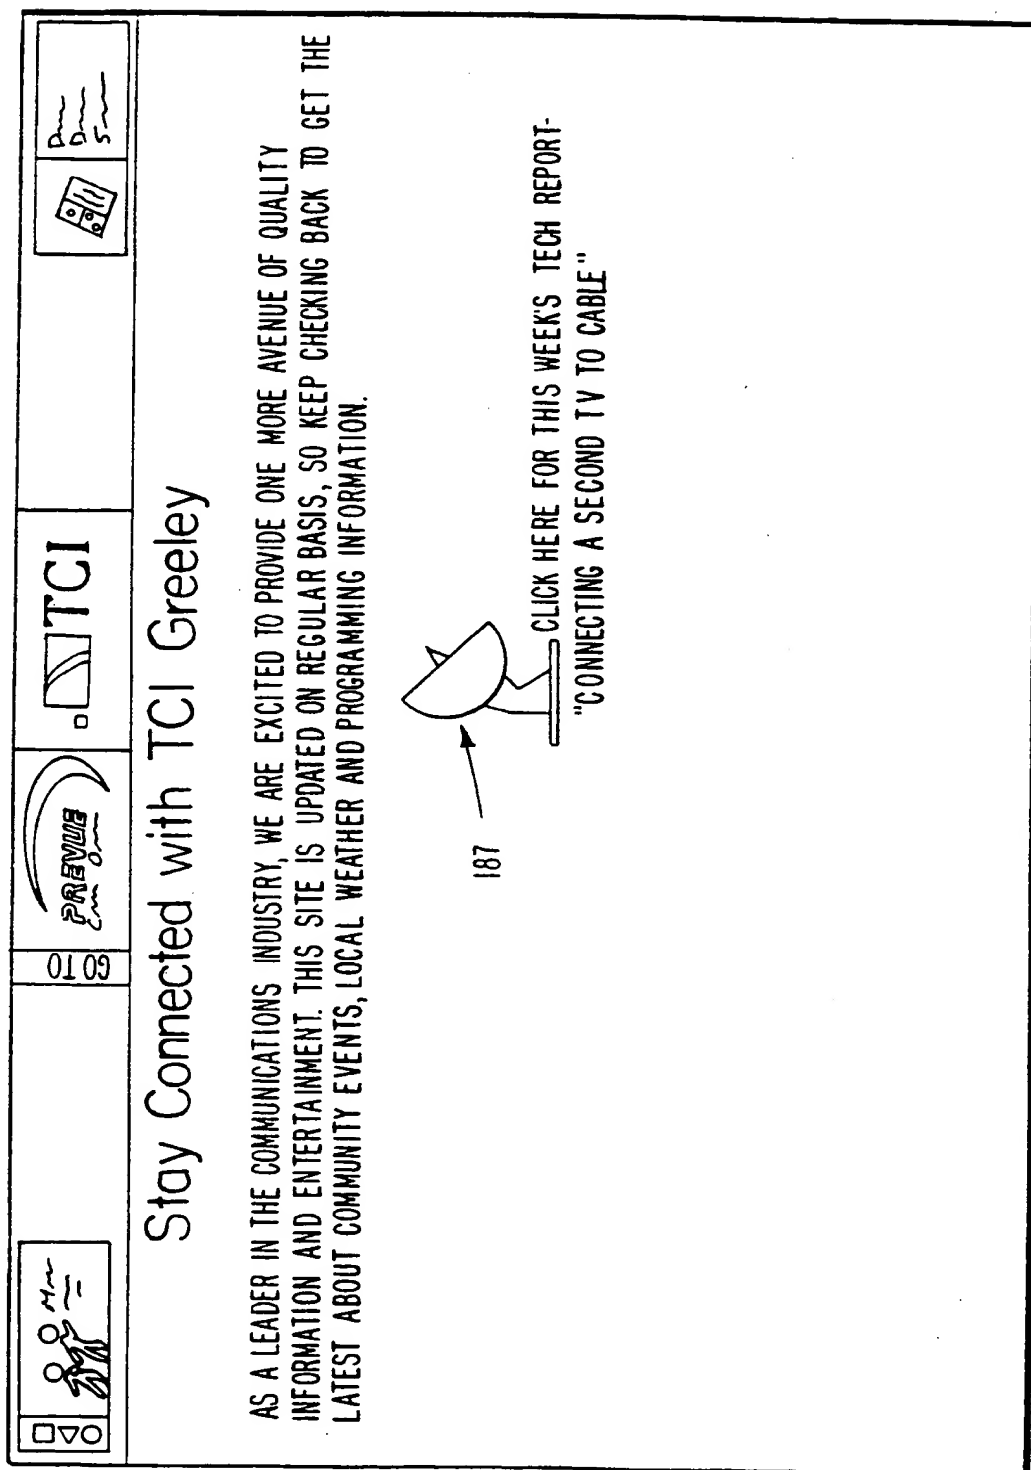 GO TO
PREVUE
TCI
Stay Connected with TCI Greeley
AS A LEADER IN THE COMMUNICATIONS INDUSTRY, WE ARE EXCITED TO PROVIDE ONE MORE AVENUE OF QUALITY
INFORMATION AND ENTERTAINMENT. THIS SITE IS UPDATED ON REGULAR BASIS, SO KEEP CHECKING BACK TO GET THE
LATEST ABOUT COMMUNITY EVENTS, LOCAL WEATHER AND PROGRAMMING INFORMATION.
187
CLICK HERE FOR THIS WEEK'S TECH REPORT-
"CONNECTING A SECOND TV TO CABLE"